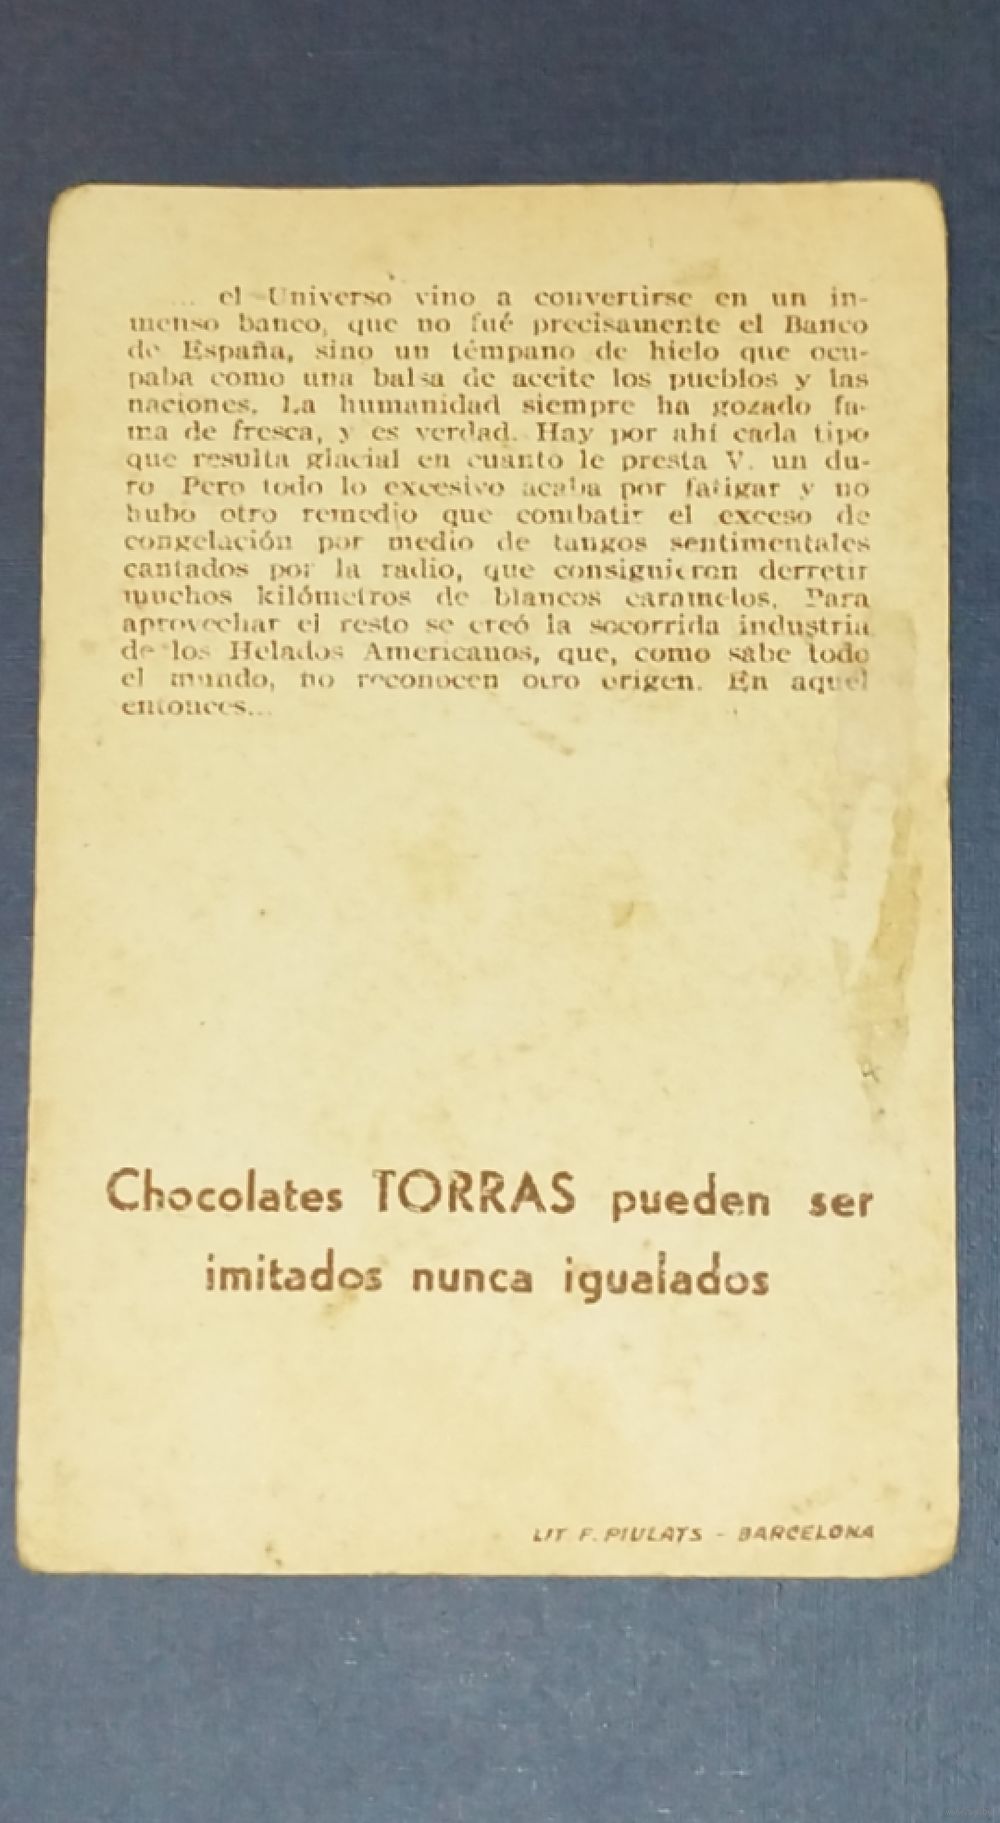 ... el Universo vino a convertirse en un in-
menso banco, que no fué precisamente el Banco
de España, sino un témpano de hielo que ocu-
paba como una balsa de aceite los pueblos y las
naciones. La humanidad siempre ha gozado fa-
ma de fresca, y es verdad. Hay por ahí cada tipo
que resulta glacial en cuanto le presta V. un du-
ro Pero todo lo excesivo acaba por fatigar y no
hubo otro remedio que combatir el exceso de
congelación por medio de tangos sentimentales
cantados por la radio, que consiguieron derretir
muchos kilómetros de blancos caramelos. Para
aprovechar el resto se creó la socorrida industria
de los Helados Americanos, que, como sabe todo
el mundo, no reconocen otro origen. En aquel
entonces...
Chocolates TORRAS pueden ser
imitados nunca igualados
LIT F. PIULATS - BARCELONA